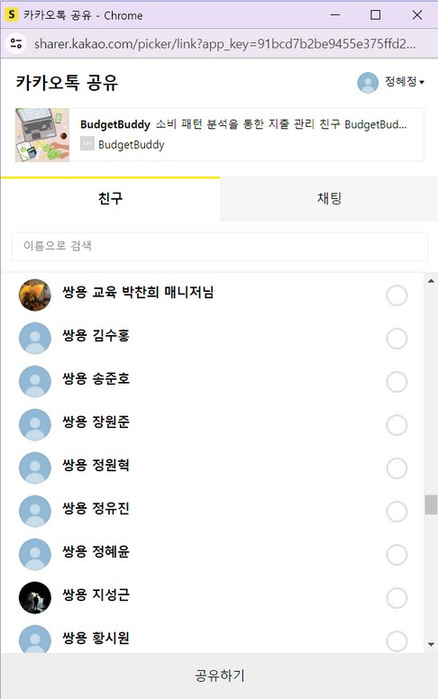 카카오톡 공유 - Chrome
sharer.kakao.com/picker/link?app_key=91bcd7b2be9455e375ffd2...
카카오톡 공유
정혜정
BudgetBuddy 소비 패턴 분석을 통한 지출 관리 친구 BudgetBud...
BudgetBuddy
친구
채팅
이름으로 검색
쌍용 교육 박찬희 매니저님
쌍용 김수홍
쌍용 송준호
쌍용 장원준
쌍용 정원혁
쌍용 정유진
쌍용 정혜윤
쌍용 지성근
쌍용 황시원
공유하기